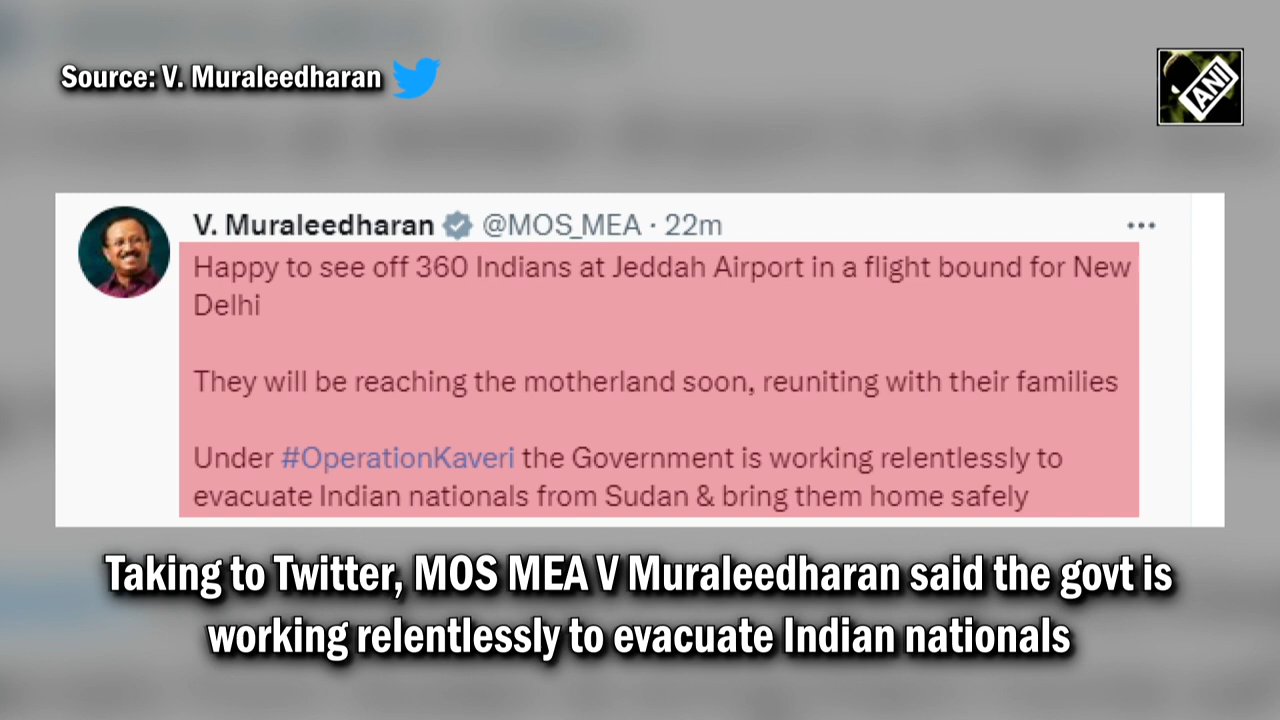 Source: V. Muraleedharan
ANI
V. Muraleedharan @MOS_MEA · 22m
Happy to see off 360 Indians at Jeddah Airport in a flight bound for New
Delhi
They will be reaching the motherland soon, reuniting with their families
Under #OperationKaveri the Government is working relentlessly to
evacuate Indian nationals from Sudan & bring them home safely
Taking to Twitter, MOS MEA V Muraleedharan said the govt is
working relentlessly to evacuate Indian nationals